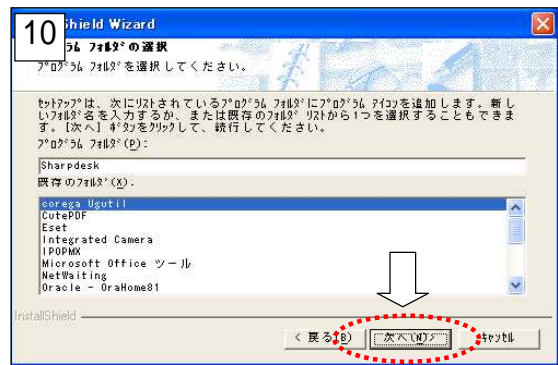 10
Shield Wizard
ﾗﾑ ﾌｫﾙﾀﾞの選択
ﾌﾟﾛｸﾞﾗﾑ ﾌｫﾙﾀﾞを選択してください。
ｾｯﾄｱｯﾌﾟは、次にﾘｽﾄされているﾌﾟﾛｸﾞﾗﾑ ﾌｫﾙﾀﾞにﾌﾟﾛｸﾞﾗﾑ ｱｲｺﾝを追加します。新し
いﾌｫﾙﾀﾞ名を入力するか、または既存のﾌｫﾙﾀﾞ ﾘｽﾄから1つを選択することもできま
す。[次へ] ﾎﾞﾀﾝをｸﾘｯｸして、続行してください。
ﾌﾟﾛｸﾞﾗﾑ ﾌｫﾙﾀﾞ(P):
Sharpdesk
既存のﾌｫﾙﾀﾞ(X):
corega Ugutil
CutePDF
Eset
Integrated Camera
IPOPMX
Microsoft Office ツール
NetWaiting
Oracle - OraHome81
InstallShield
< 戻る(B)
次へ(N)>
ｷｬﾝｾﾙ